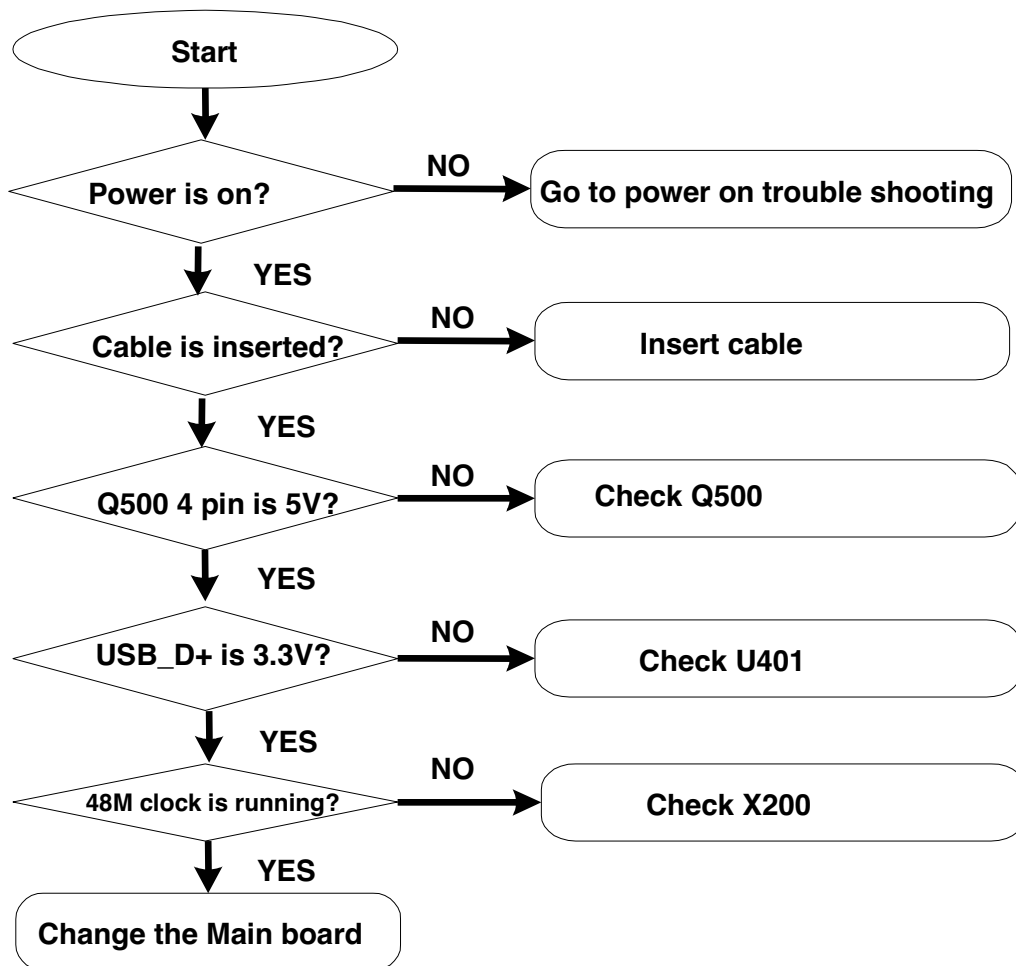 Start
Power is on?
NO
Go to power on trouble shooting
YES
Cable is inserted?
NO
Insert cable
YES
Q500 4 pin is 5V?
NO
Check Q500
YES
USB_D+ is 3.3V?
NO
Check U401
YES
48M clock is running?
NO
Check X200
YES
Change the Main board